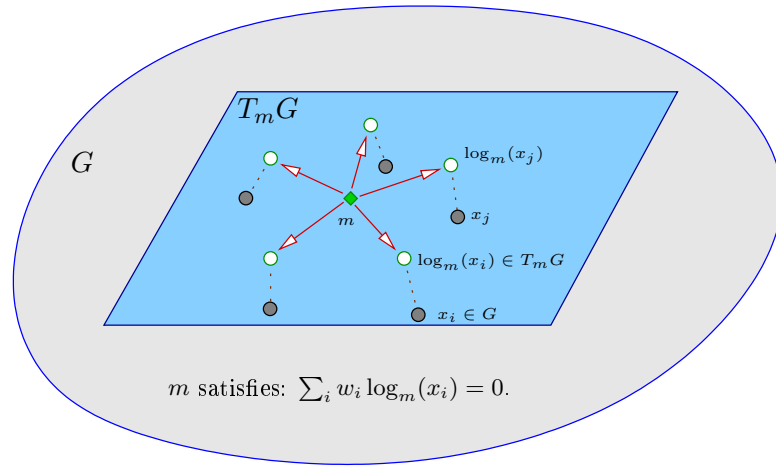 T_mG
G
log_m(x_j)
m
x_j
log_m(x_i) ∈ T_mG
x_i ∈ G
m satisfies: ∑_i w_i log_m(x_i) = 0.